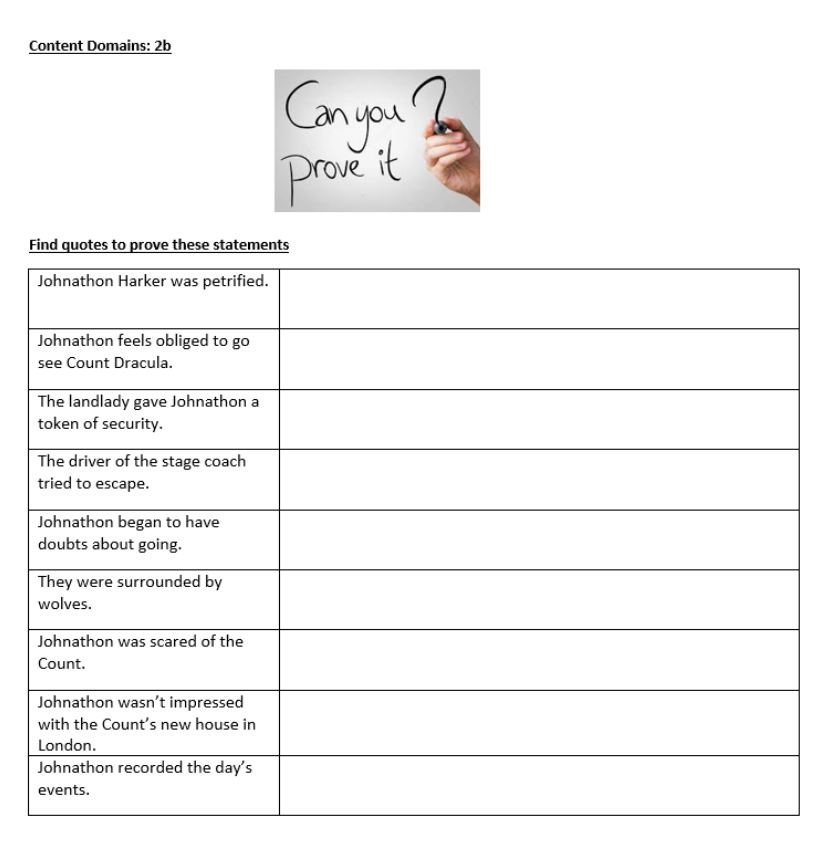 Content Domains: 2b
Can you ?
prove it
Find quotes to prove these statements
Johnathon Harker was petrified.
Johnathon feels obliged to go
see Count Dracula.
The landlady gave Johnathon a
token of security.
The driver of the stage coach
tried to escape.
Johnathon began to have
doubts about going.
They were surrounded by
wolves.
Johnathon was scared of the
Count.
Johnathon wasn't impressed
with the Count's new house in
London.
Johnathon recorded the day's
events.